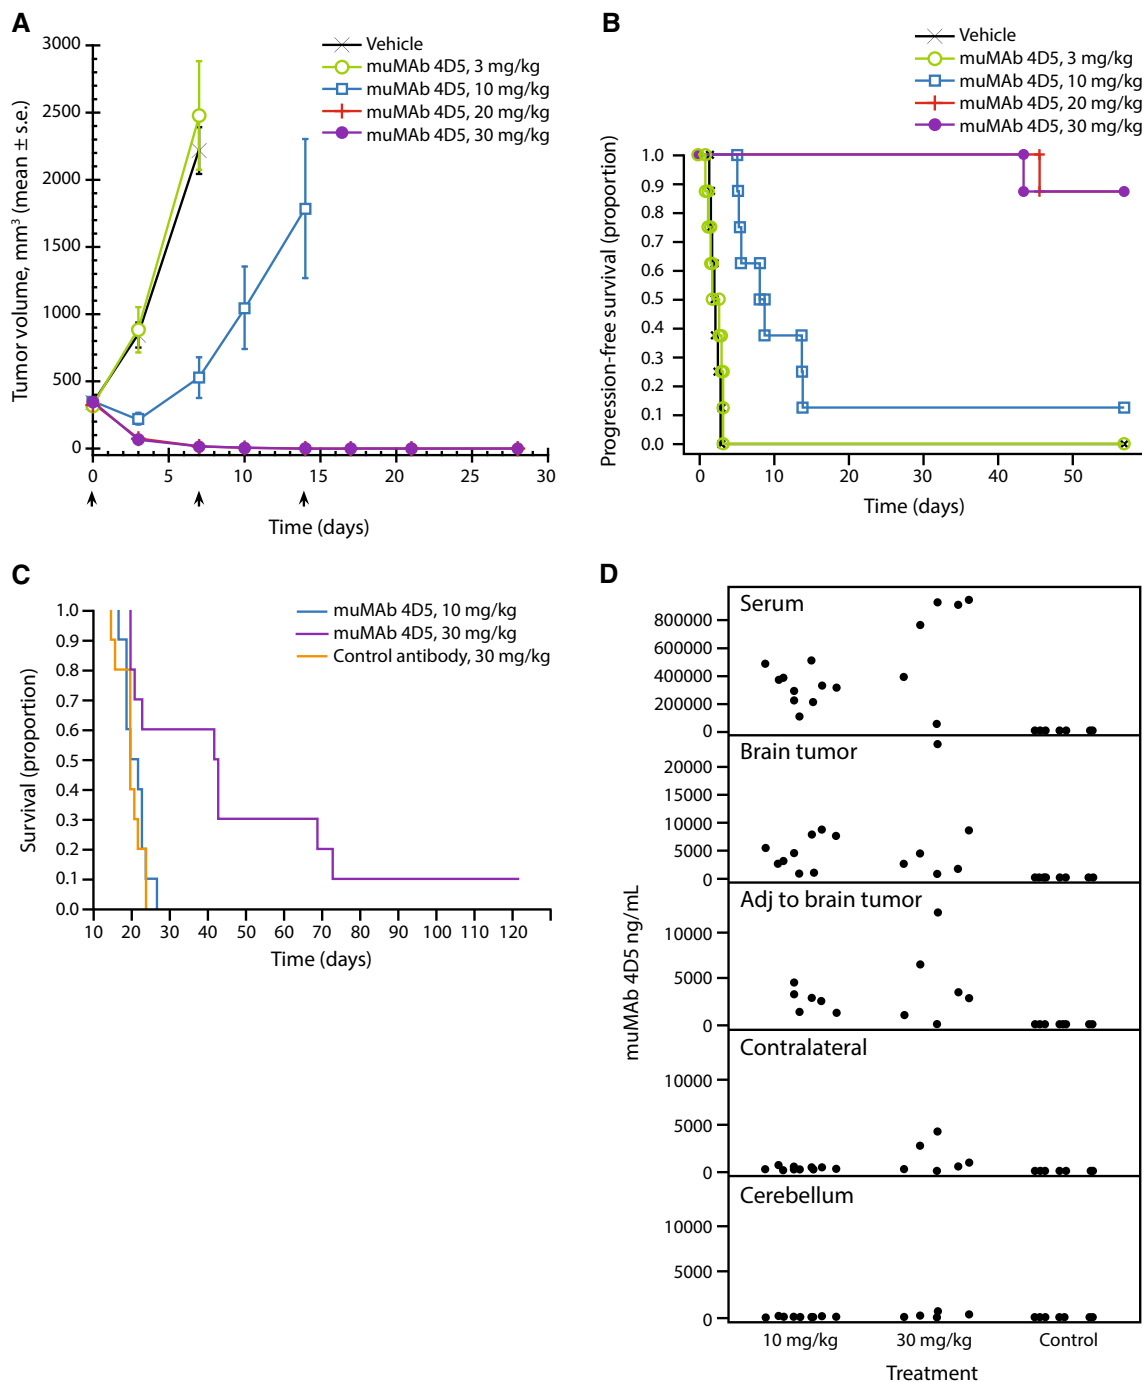 A
Vehicle
muMAb 4D5, 3 mg/kg
muMAb 4D5, 10 mg/kg
muMAb 4D5, 20 mg/kg
muMAb 4D5, 30 mg/kg
Tumor volume, mm³ (mean ± s.e.)
3000
2500
2000
1500
1000
500
0
0 5 10 15 20 25 30
Time (days)
B
Vehicle
muMAb 4D5, 3 mg/kg
muMAb 4D5, 10 mg/kg
muMAb 4D5, 20 mg/kg
muMAb 4D5, 30 mg/kg
Progression-free survival (proportion)
1.0
0.9
0.8
0.7
0.6
0.5
0.4
0.3
0.2
0.1
0.0
0 10 20 30 40 50
Time (days)
C
muMAb 4D5, 10 mg/kg
muMAb 4D5, 30 mg/kg
Control antibody, 30 mg/kg
Survival (proportion)
1.0
0.9
0.8
0.7
0.6
0.5
0.4
0.3
0.2
0.1
0.0
10 20 30 40 50 60 70 80 90 100 110 120
Time (days)
D
muMAb 4D5 ng/mL
Serum
800000
600000
400000
200000
0
Brain tumor
20000
15000
10000
5000
0
Adj to brain tumor
10000
5000
0
Contralateral
10000
5000
0
Cerebellum
10000
5000
0
10 mg/kg 30 mg/kg Control
Treatment